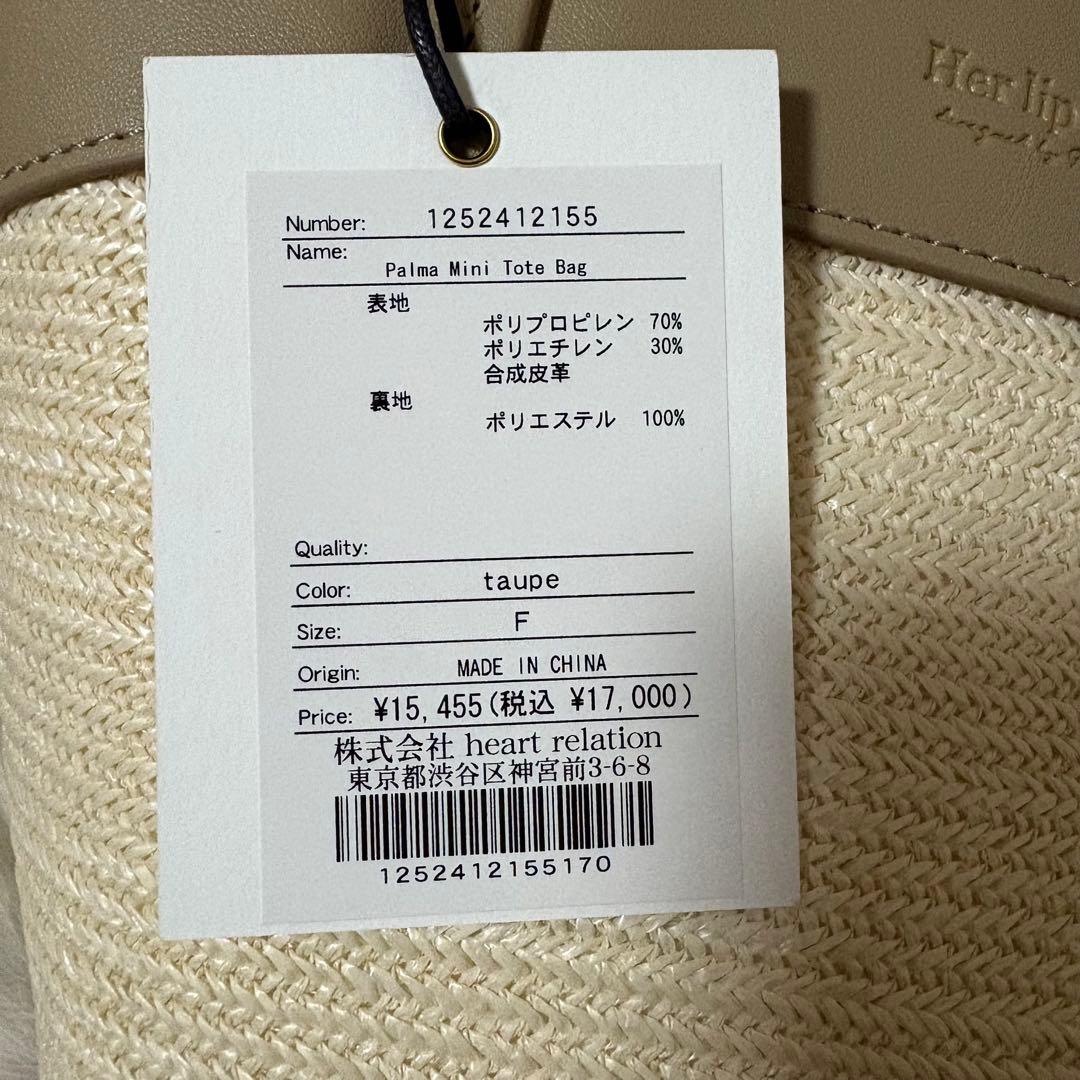 Her lip
Number: 1252412155
Name: Palma Mini Tote Bag
表地
ポリプロピレン 70%
ポリエチレン 30%
合成皮革
裏地
ポリエステル 100%
Quality:
Color: taupe
Size: F
Origin: MADE IN CHINA
Price: ¥15,455(税込 ¥17,000)
株式会社 heart relation
東京都渋谷区神宮前3-6-8
1252412155170